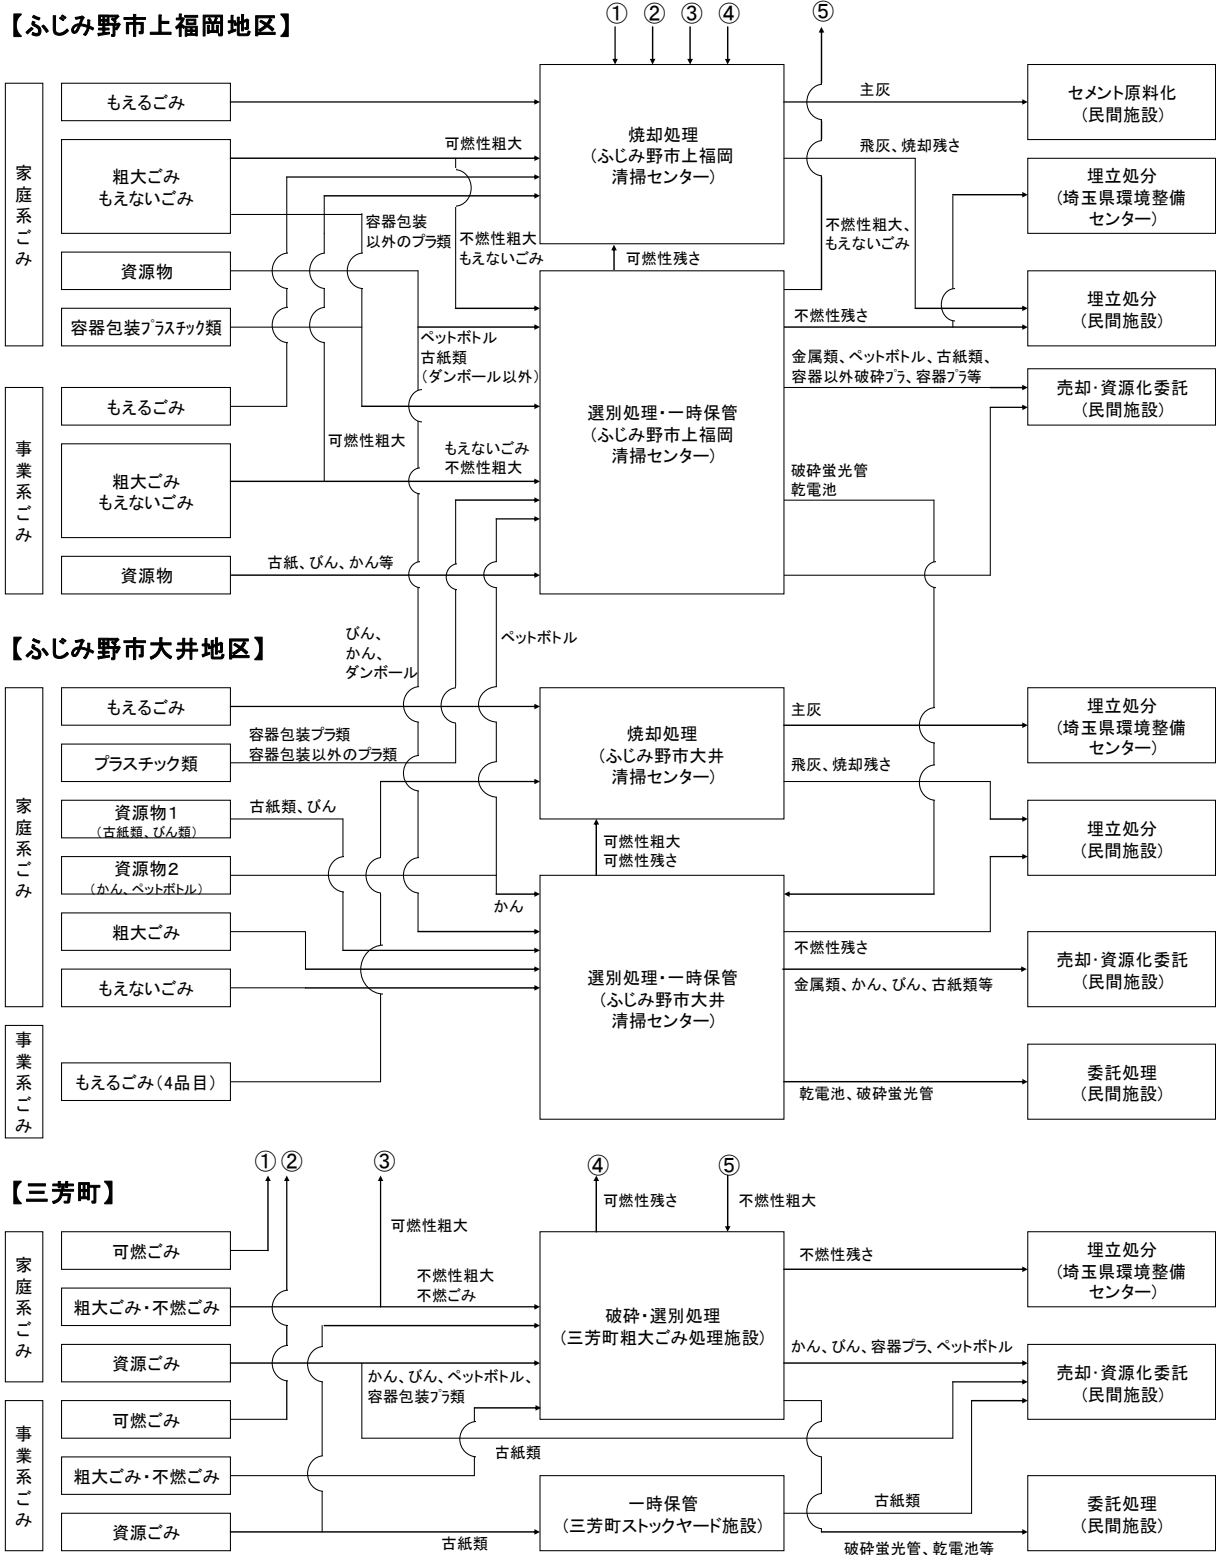 【ふじみ野市上福岡地区】
①
②
③
④
⑤
家庭系ごみ
もえるごみ
粗大ごみ
もえないごみ
資源物
容器包装プラスチック類
事業系ごみ
もえるごみ
粗大ごみ
もえないごみ
資源物
可燃性粗大
容器包装
以外のプラ類
不燃性粗大
もえないごみ
ペットボトル
古紙類
（ダンボール以外）
可燃性粗大
もえないごみ
不燃性粗大
古紙、びん、かん等
焼却処理
（ふじみ野市上福岡
清掃センター）
可燃性残さ
選別処理・一時保管
（ふじみ野市上福岡
清掃センター）
主灰
飛灰、焼却残さ
不燃性粗大、
もえないごみ
不燃性残さ
金属類、ペットボトル、古紙類、
容器以外破砕プラ、容器プラ等
破砕蛍光管
乾電池
セメント原料化
（民間施設）
埋立処分
（埼玉県環境整備
センター）
埋立処分
（民間施設）
売却・資源化委託
（民間施設）
【ふじみ野市大井地区】
びん、
かん、
ダンボール
ペットボトル
家庭系ごみ
もえるごみ
プラスチック類
資源物1
（古紙類、びん類）
資源物2
（かん、ペットボトル）
粗大ごみ
もえないごみ
事業系ごみ
もえるごみ（4品目）
容器包装プラ類
容器包装以外のプラ類
古紙類、びん
かん
焼却処理
（ふじみ野市大井
清掃センター）
可燃性粗大
可燃性残さ
選別処理・一時保管
（ふじみ野市大井
清掃センター）
主灰
飛灰、焼却残さ
不燃性残さ
金属類、かん、びん、古紙類等
乾電池、破砕蛍光管
埋立処分
（埼玉県環境整備
センター）
埋立処分
（民間施設）
売却・資源化委託
（民間施設）
委託処理
（民間施設）
【三芳町】
①
②
③
④
⑤
可燃性粗大
可燃性残さ
不燃性粗大
家庭系ごみ
可燃ごみ
粗大ごみ・不燃ごみ
資源ごみ
事業系ごみ
可燃ごみ
粗大ごみ・不燃ごみ
資源ごみ
不燃性粗大
不燃ごみ
かん、びん、ペットボトル、
容器包装プラ類
古紙類
古紙類
破砕・選別処理
（三芳町粗大ごみ処理施設）
一時保管
（三芳町ストックヤード施設）
不燃性残さ
かん、びん、容器プラ、ペットボトル
古紙類
破砕蛍光管、乾電池等
埋立処分
（埼玉県環境整備
センター）
売却・資源化委託
（民間施設）
委託処理
（民間施設）